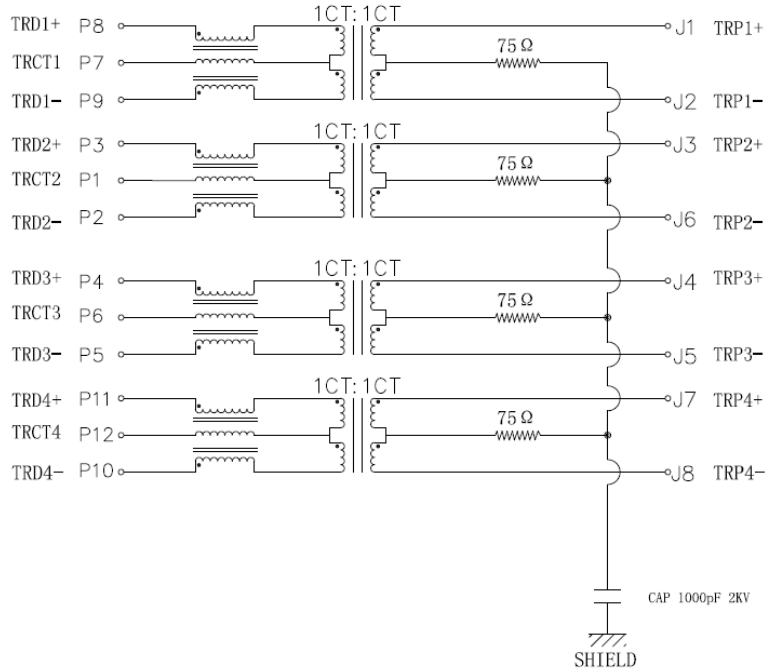 1CT: 1CT
TRD1+ P8 J1 TRP1+
75Ω
TRCT1 P7
TRD1- P9 J2 TRP1-
1CT: 1CT
TRD2+ P3 J3 TRP2+
75Ω
TRCT2 P1
TRD2- P2 J6 TRP2-
1CT: 1CT
TRD3+ P4 J4 TRP3+
75Ω
TRCT3 P6
TRD3- P5 J5 TRP3-
1CT: 1CT
TRD4+ P11 J7 TRP4+
75Ω
TRCT4 P12
TRD4- P10 J8 TRP4-
CAP 1000pF 2KV
SHIELD